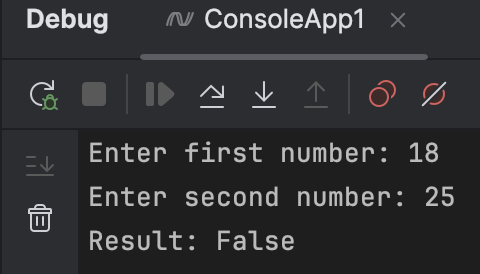 Debug ConsoleApp1
Enter first number: 18
Enter second number: 25
Result: False